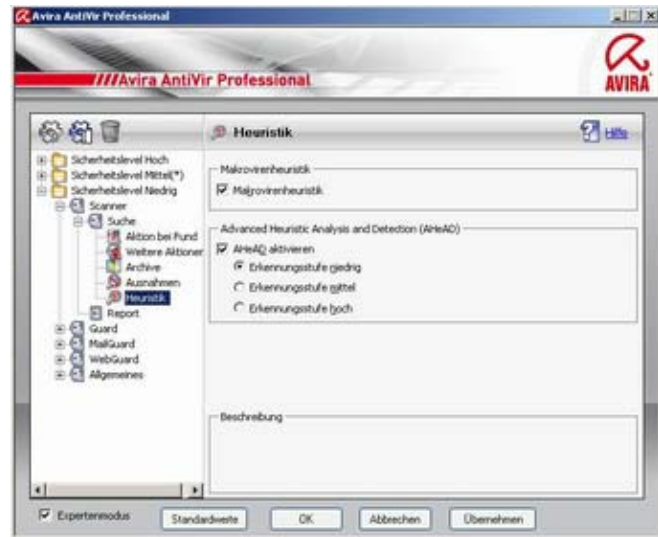 Avira AntiVir Professional
////Avira AntiVir Professional
AVIRA
Heuristik
Hilfe
Sicherheitslevel Hoch
Sicherheitslevel Mittel(*)
Sicherheitslevel Niedrig
Scanner
Suche
Aktion bei Fund
Weitere Aktionen
Archive
Ausnahmen
Heuristik
Report
Guard
MailGuard
WebGuard
Allgemeines
Makrovirenheuristik
Makrovirenheuristik
Advanced Heuristic Analysis and Detection (AHeAD)
AHeAD aktivieren
Erkennungsstufe niedrig
Erkennungsstufe mittel
Erkennungsstufe hoch
Beschreibung
Expertenmodus
Standardwerte
OK
Abbrechen
Übernehmen